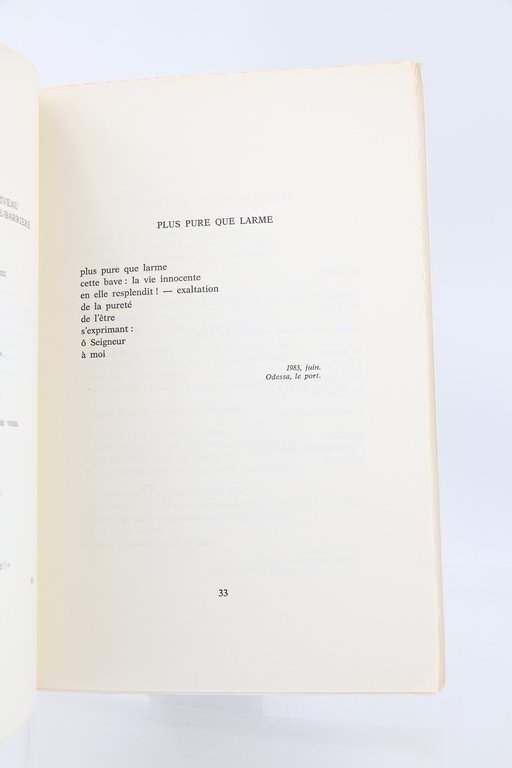 PLUS PURE QUE LARME
plus pure que larme
cette bave : la vie innocente
en elle resplendit ! — exaltation
de la pureté
de l'être
s'exprimant :
ô Seigneur
à moi
1983, juin.
Odessa, le port.
33